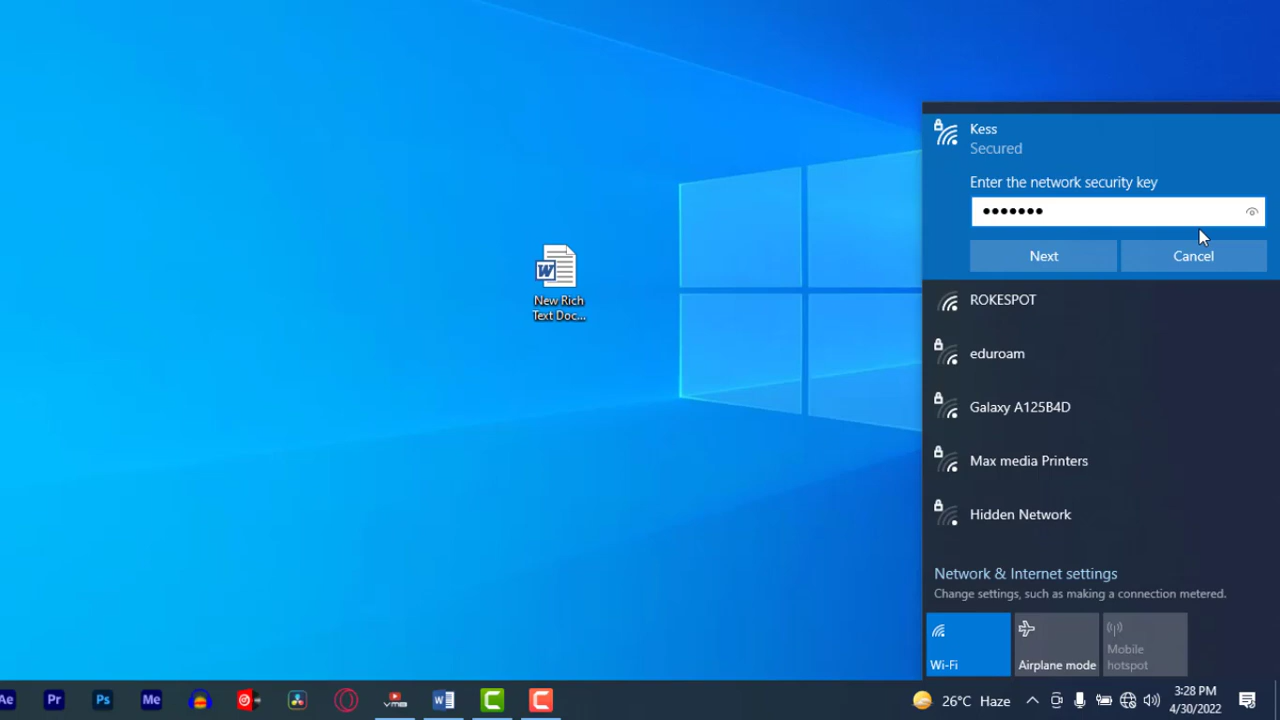 Kess
Secured
Enter the network security key
•••••••
Next
Cancel
ROKESPOT
eduroam
Galaxy A125B4D
Max media Printers
Hidden Network
Network & Internet settings
Change settings, such as making a connection metered.
Wi-Fi
Airplane mode
Mobile
hotspot
W
New Rich
Text Doc...
Ae
Pr
Ps
Me
VMB
W
C
C
26°C Haze
3:28 PM
4/30/2022